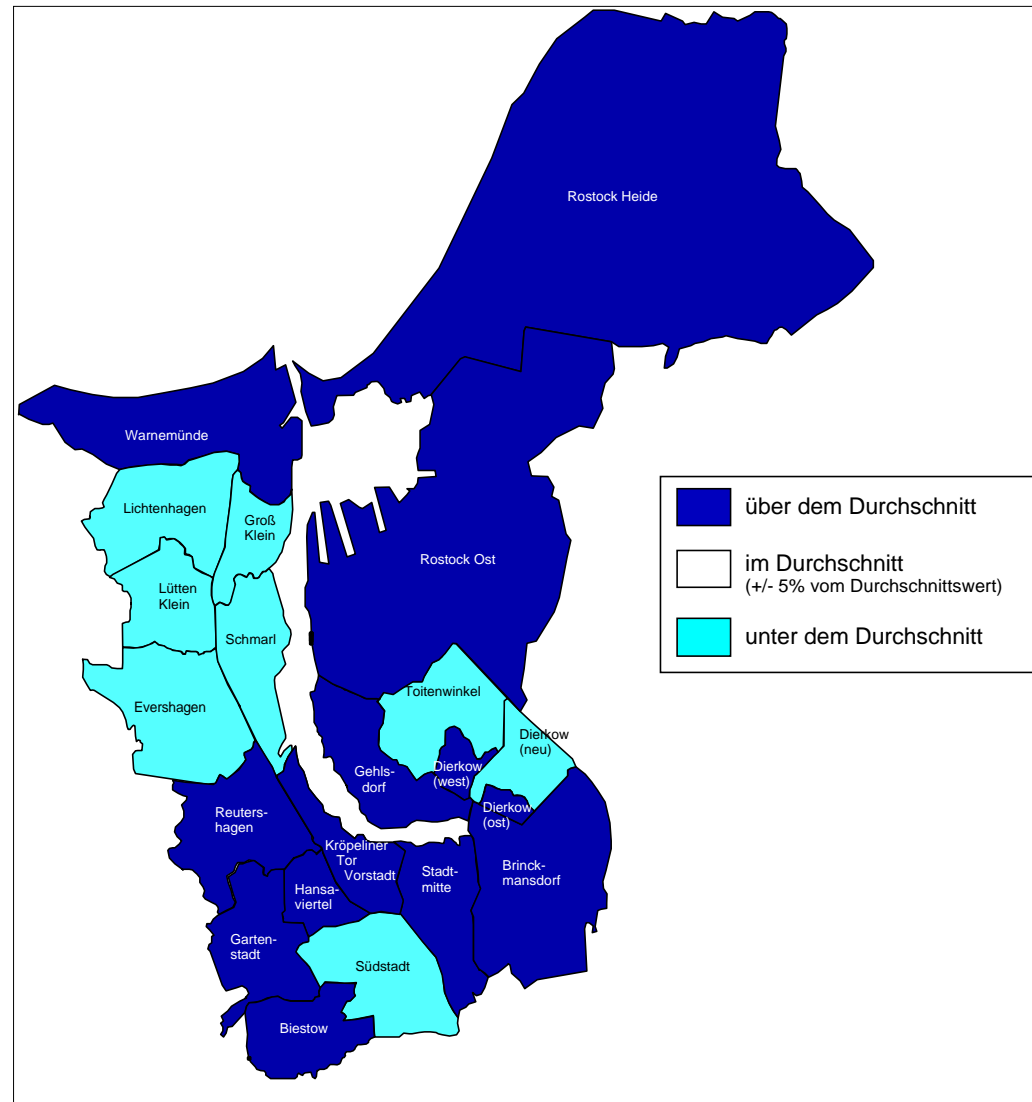 Rostock Heide
Warnemünde
Lichtenhagen
Groß
Klein
Rostock Ost
Lütten
Klein
Schmarl
Evershagen
Toitenwinkel
Dierkow
(neu)
Dierkow
(west)
Gehls-
dorf
Dierkow
(ost)
Reuters-
hagen
Kröpeliner
Tor
Vorstadt
Stadt-
mitte
Brinck-
mansdorf
Hansa-
viertel
Garten-
stadt
Südstadt
Biestow
über dem Durchschnitt
im Durchschnitt
(+/- 5% vom Durchschnittswert)
unter dem Durchschnitt